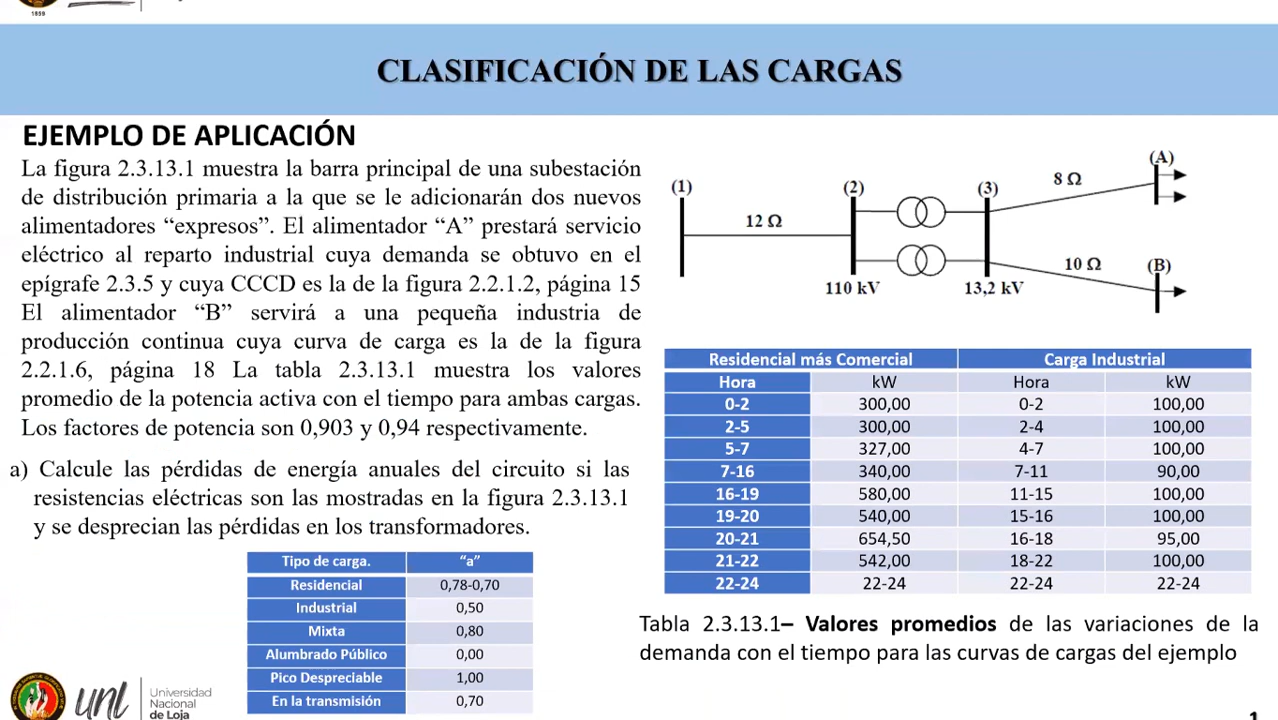 1859
CLASIFICACIÓN DE LAS CARGAS
EJEMPLO DE APLICACIÓN
La figura 2.3.13.1 muestra la barra principal de una subestación
de distribución primaria a la que se le adicionarán dos nuevos
alimentadores “expresos”. El alimentador “A” prestará servicio
eléctrico al reparto industrial cuya demanda se obtuvo en el
epígrafe 2.3.5 y cuya CCCD es la de la figura 2.2.1.2, página 15
El alimentador “B” servirá a una pequeña industria de
producción continua cuya curva de carga es la de la figura
2.2.1.6, página 18 La tabla 2.3.13.1 muestra los valores
promedio de la potencia activa con el tiempo para ambas cargas.
Los factores de potencia son 0,903 y 0,94 respectivamente.
a) Calcule las pérdidas de energía anuales del circuito si las
resistencias eléctricas son las mostradas en la figura 2.3.13.1
y se desprecian las pérdidas en los transformadores.
Tipo de carga. “a”
Residencial 0,78-0,70
Industrial 0,50
Mixta 0,80
Alumbrado Público 0,00
Pico Despreciable 1,00
En la transmisión 0,70
(1) (2) (3) (A)
12 Ω 8 Ω
10 Ω (B)
110 kV 13,2 kV
Residencial más Comercial Carga Industrial
Hora kW Hora kW
0-2 300,00 0-2 100,00
2-5 300,00 2-4 100,00
5-7 327,00 4-7 100,00
7-16 340,00 7-11 90,00
16-19 580,00 11-15 100,00
19-20 540,00 15-16 100,00
20-21 654,50 16-18 95,00
21-22 542,00 18-22 100,00
22-24 22-24 22-24 22-24
Tabla 2.3.13.1– Valores promedios de las variaciones de la
demanda con el tiempo para las curvas de cargas del ejemplo
unl
Universidad
Nacional
de Loja
1